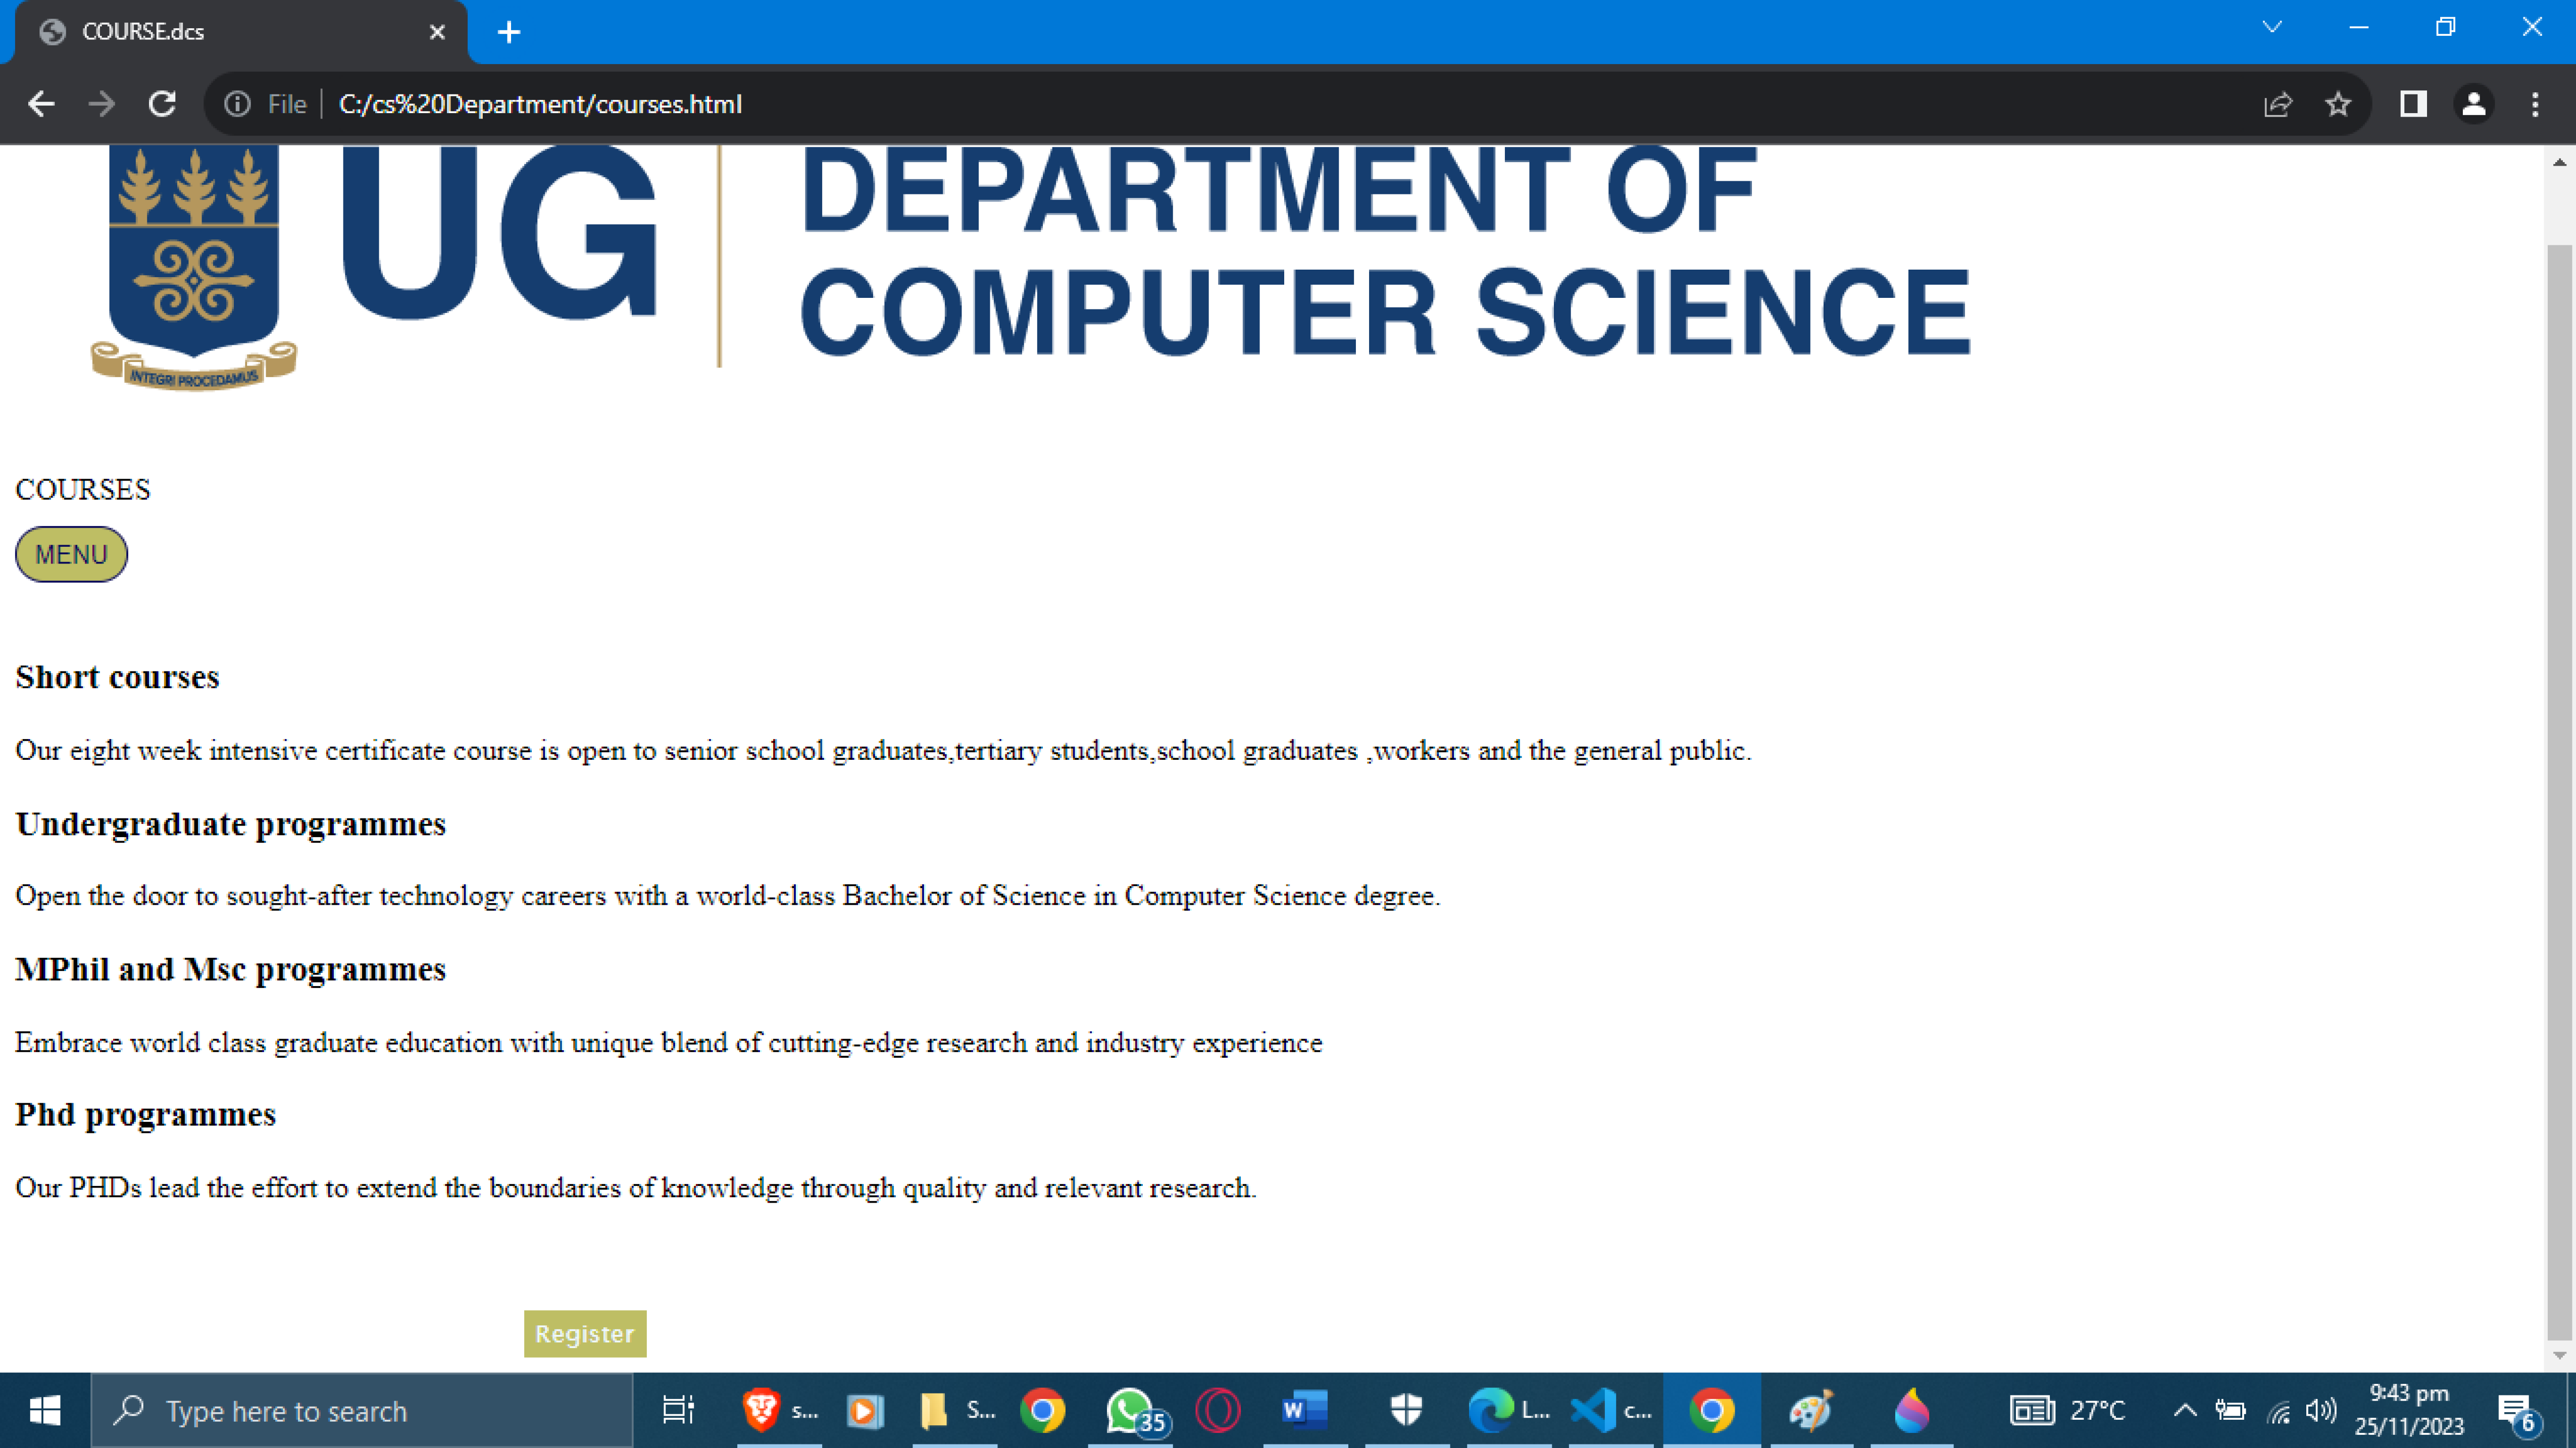 COURSE.dcs
File
C:/cs%20Department/courses.html
UG
DEPARTMENT OF
COMPUTER SCIENCE
INTEGRI PROCEDAMUS
COURSES
MENU
Short courses
Our eight week intensive certificate course is open to senior school graduates,tertiary students,school graduates ,workers and the general public.
Undergraduate programmes
Open the door to sought-after technology careers with a world-class Bachelor of Science in Computer Science degree.
MPhil and Msc programmes
Embrace world class graduate education with unique blend of cutting-edge research and industry experience
Phd programmes
Our PHDs lead the effort to extend the boundaries of knowledge through quality and relevant research.
Register
Type here to search
s...
S...
35
W
L...
c...
27°C
9:43 pm
25/11/2023
6